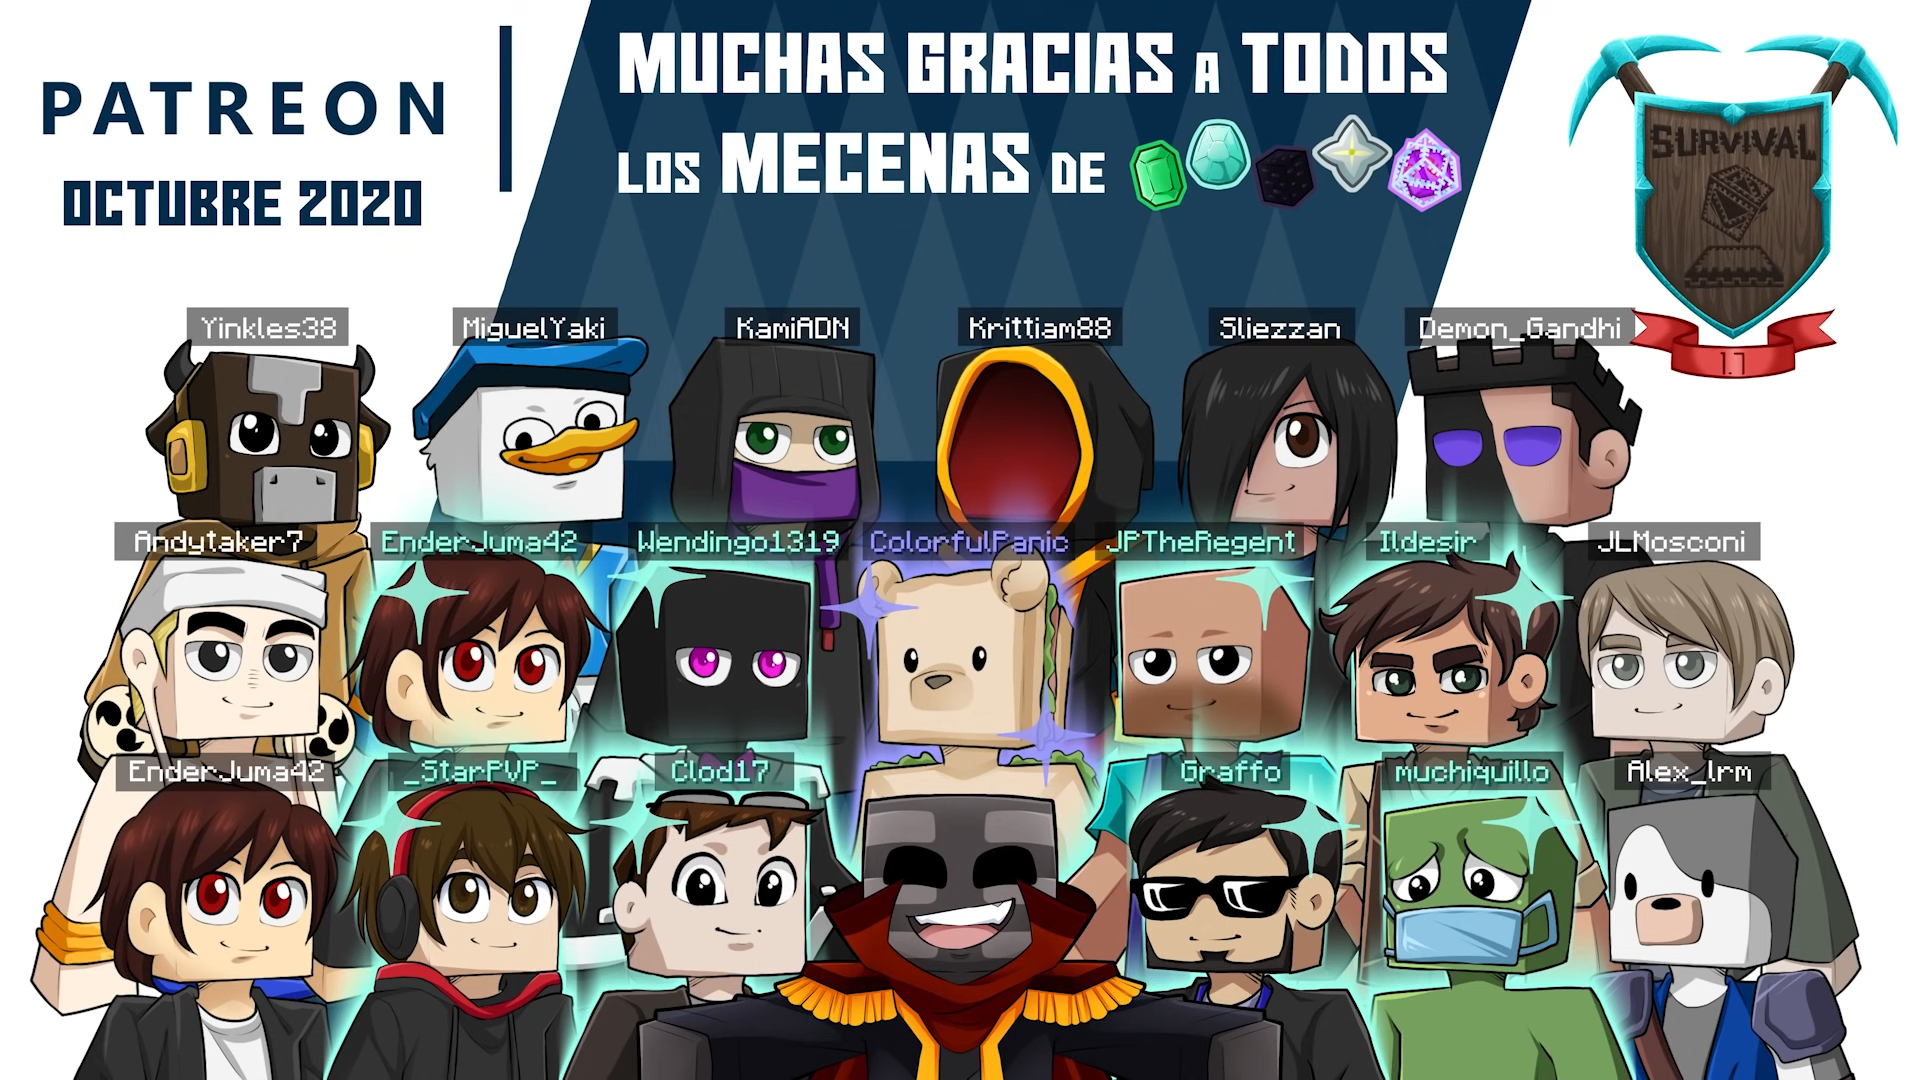 PATREON
OCTUBRE 2020
MUCHAS GRACIAS A TODOS
LOS MECENAS DE
SURVIVAL
1.1
Yinkles38
MiguelYaki
KamiADN
Krittiam88
Sliezzan
Demon_Gandhi
Andytaker7
EnderJuma42
Wendingo1319
ColorfulPanic
JPTheRegent
Ildesir
JLMosconi
EnderJuma42
_StarPVP_
Clod17
Graffo
muchiquillo
Alex_lrm